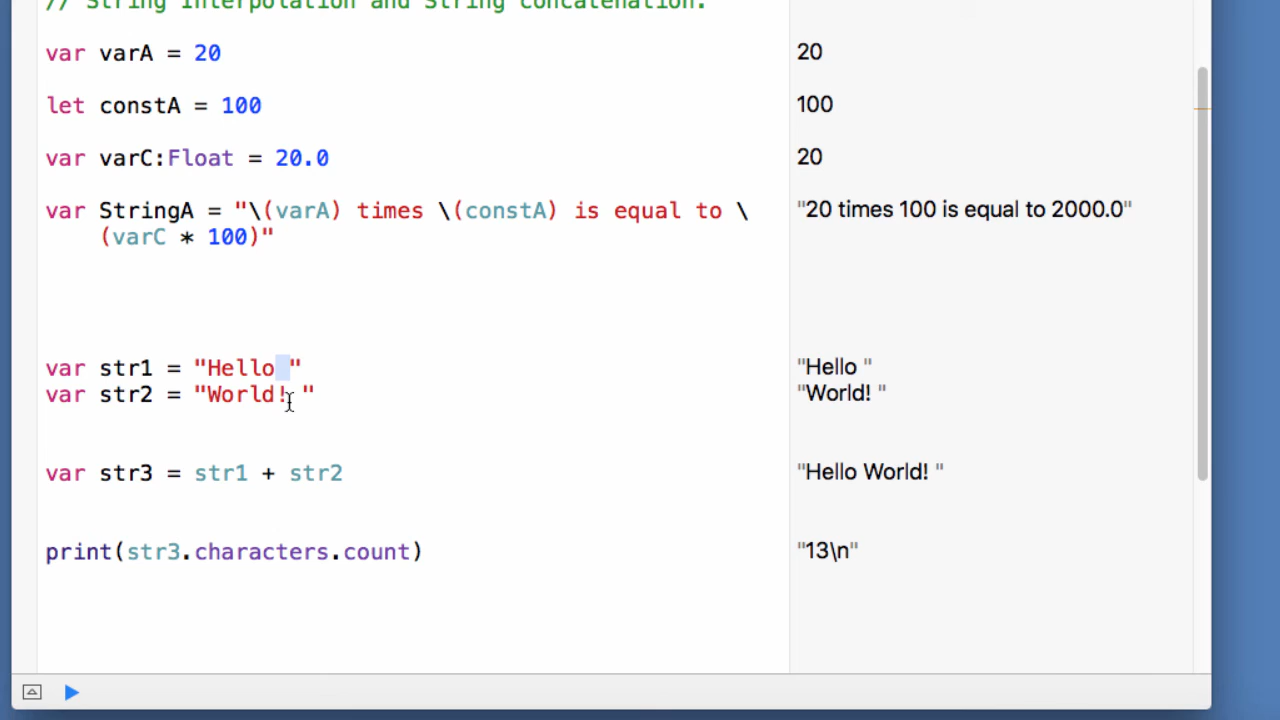 // String Interpolation and String Concatenation.
var varA = 20
20
let constA = 100
100
var varC:Float = 20.0
20
var StringA = "\(varA) times \(constA) is equal to \
"20 times 100 is equal to 2000.0"
(varC * 100)"
var str1 = "Hello "
"Hello "
var str2 = "World! "
"World! "
var str3 = str1 + str2
"Hello World! "
print(str3.characters.count)
"13\n"